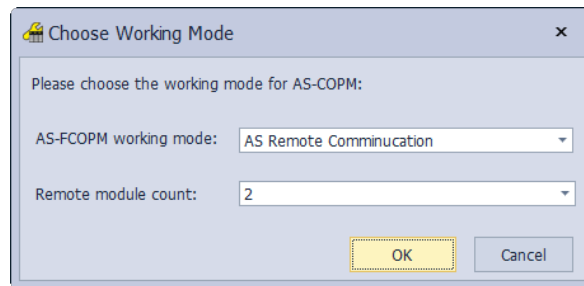 Choose Working Mode
Please choose the working mode for AS-COPM:
AS-FCOPM working mode: AS Remote Comminucation
Remote module count: 2
OK Cancel